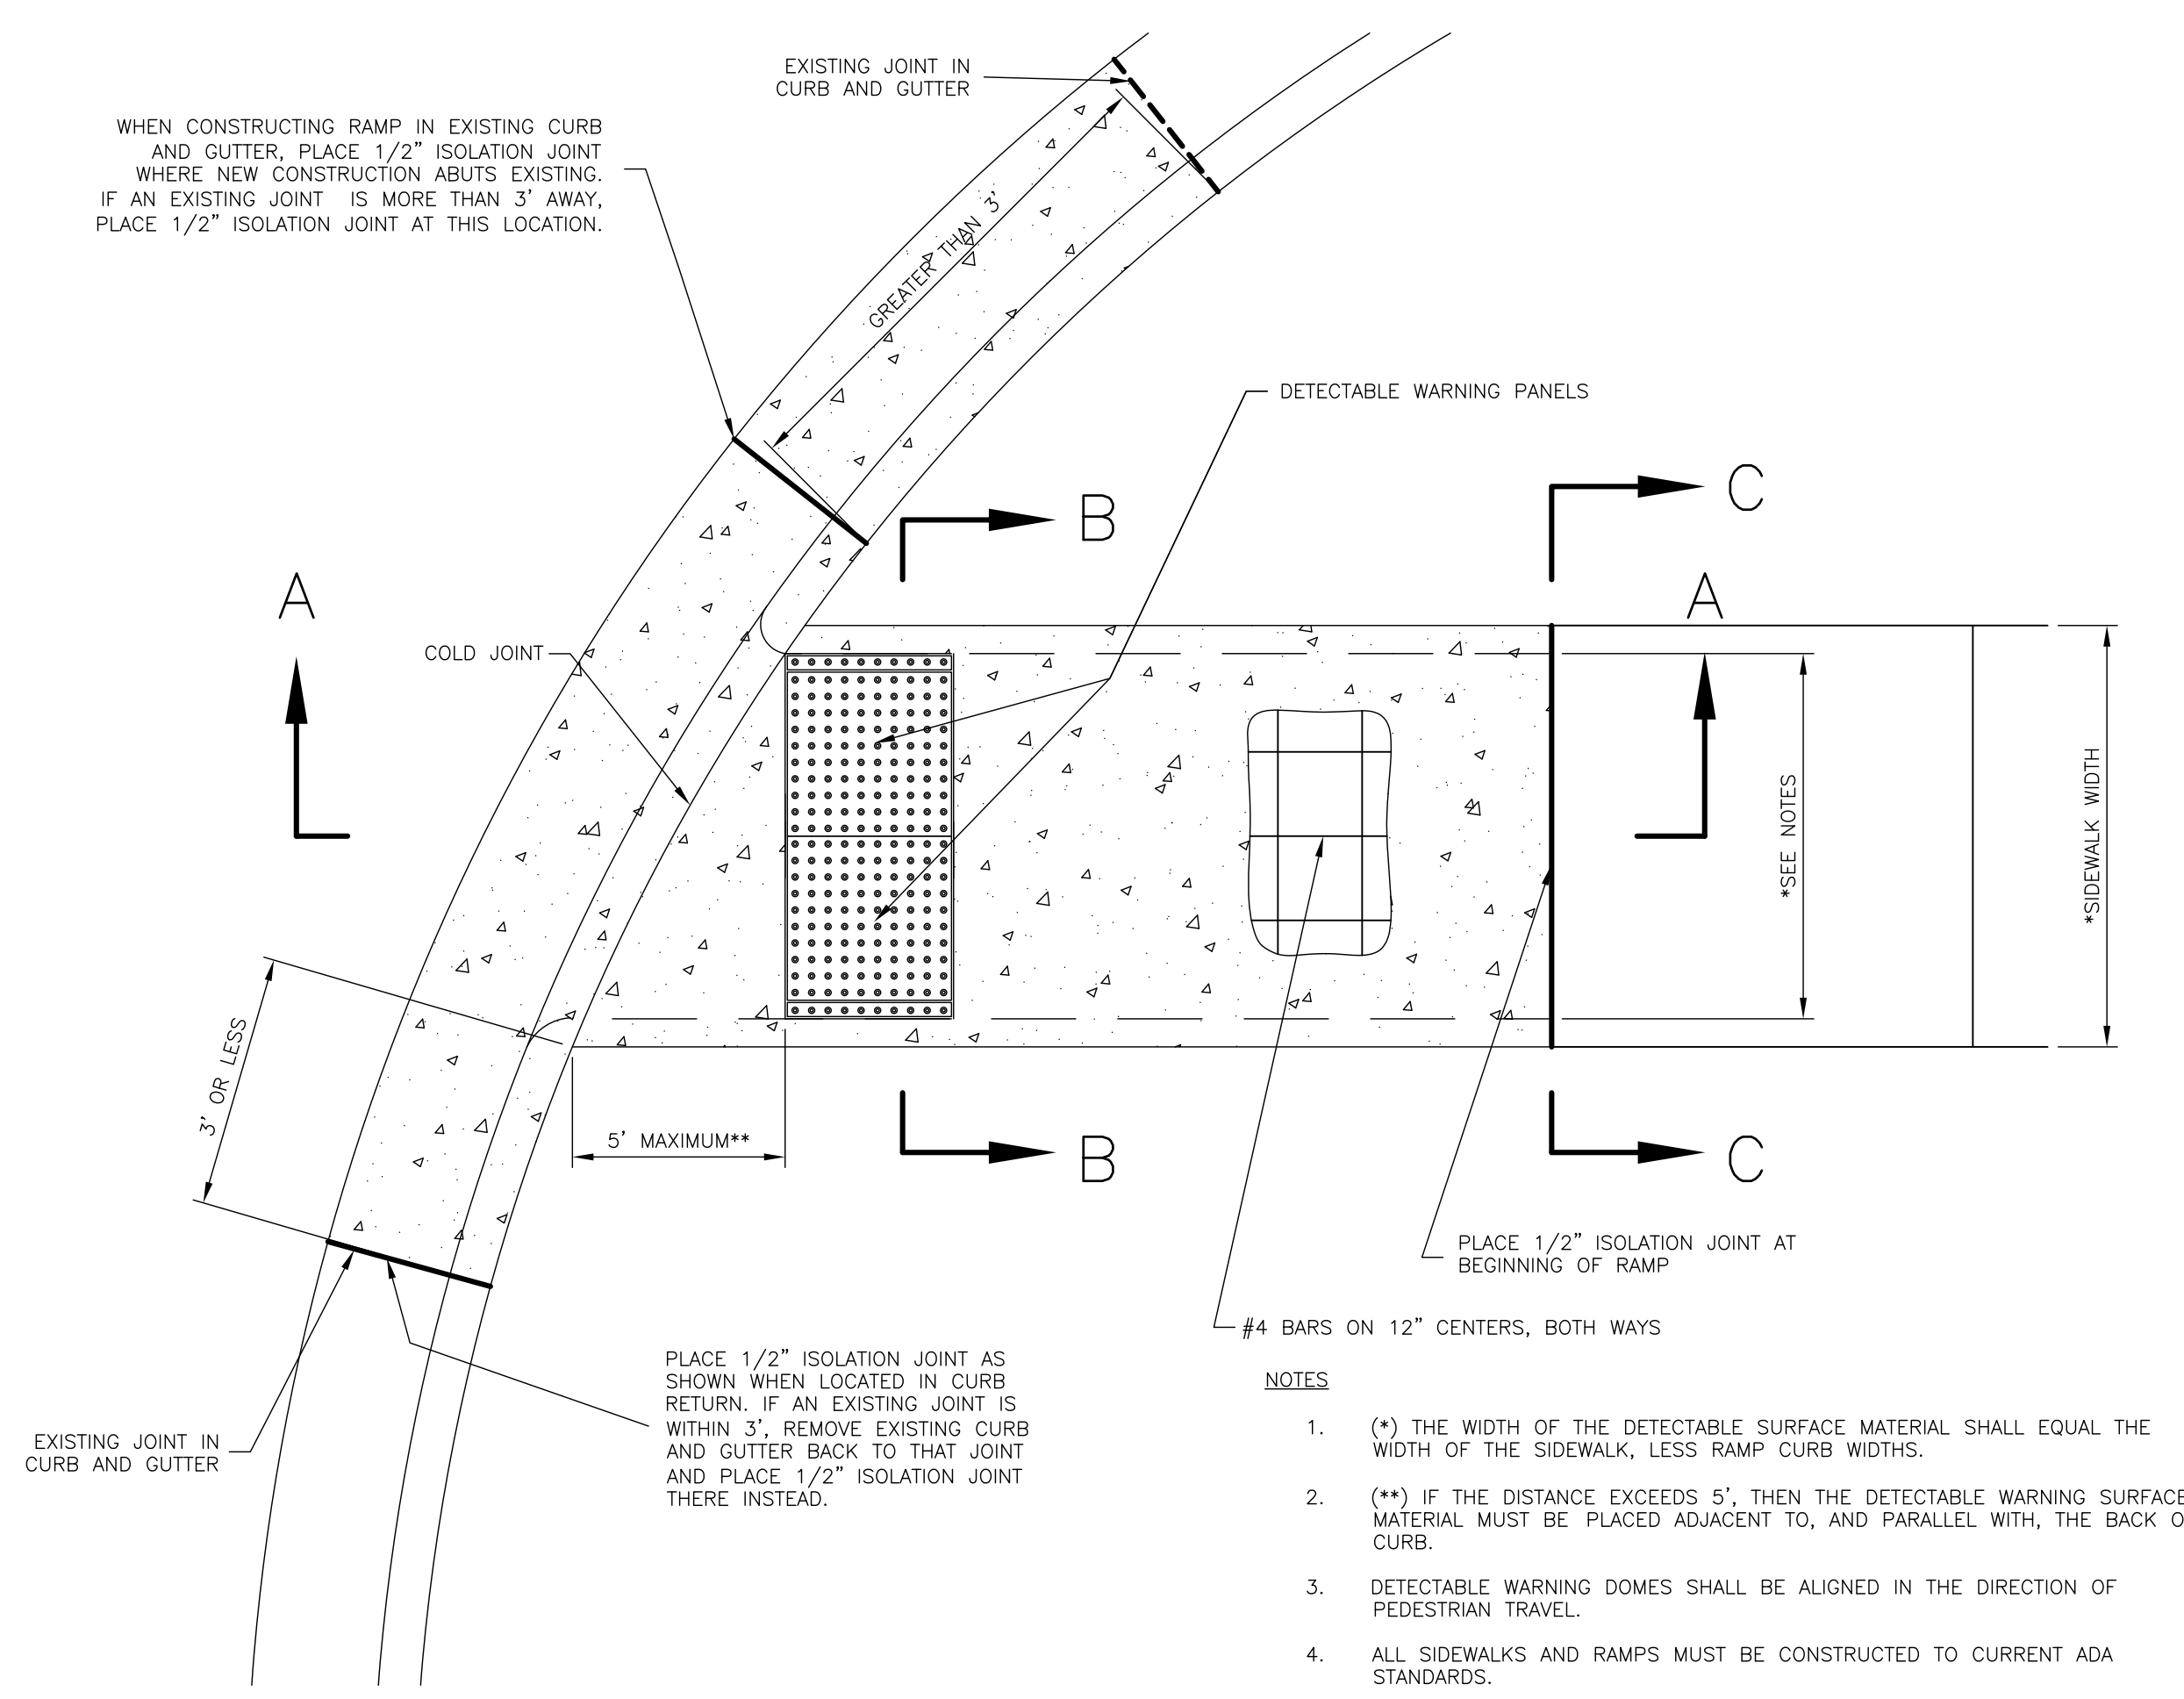 EXISTING JOINT IN
CURB AND GUTTER
WHEN CONSTRUCTING RAMP IN EXISTING CURB
AND GUTTER, PLACE 1/2" ISOLATION JOINT
WHERE NEW CONSTRUCTION ABUTS EXISTING.
IF AN EXISTING JOINT IS MORE THAN 3' AWAY,
PLACE 1/2" ISOLATION JOINT AT THIS LOCATION.
GREATER THAN 3'
DETECTABLE WARNING PANELS
B
C
A
A
COLD JOINT
*SEE NOTES
*SIDEWALK WIDTH
3' OR LESS
5' MAXIMUM**
B
C
PLACE 1/2" ISOLATION JOINT AT
BEGINNING OF RAMP
#4 BARS ON 12" CENTERS, BOTH WAYS
PLACE 1/2" ISOLATION JOINT AS
SHOWN WHEN LOCATED IN CURB
RETURN. IF AN EXISTING JOINT IS
WITHIN 3', REMOVE EXISTING CURB
AND GUTTER BACK TO THAT JOINT
AND PLACE 1/2" ISOLATION JOINT
THERE INSTEAD.
EXISTING JOINT IN
CURB AND GUTTER
NOTES
1. (*) THE WIDTH OF THE DETECTABLE SURFACE MATERIAL SHALL EQUAL THE
WIDTH OF THE SIDEWALK, LESS RAMP CURB WIDTHS.
2. (**) IF THE DISTANCE EXCEEDS 5', THEN THE DETECTABLE WARNING SURFACE
MATERIAL MUST BE PLACED ADJACENT TO, AND PARALLEL WITH, THE BACK O
CURB.
3. DETECTABLE WARNING DOMES SHALL BE ALIGNED IN THE DIRECTION OF
PEDESTRIAN TRAVEL.
4. ALL SIDEWALKS AND RAMPS MUST BE CONSTRUCTED TO CURRENT ADA
STANDARDS.